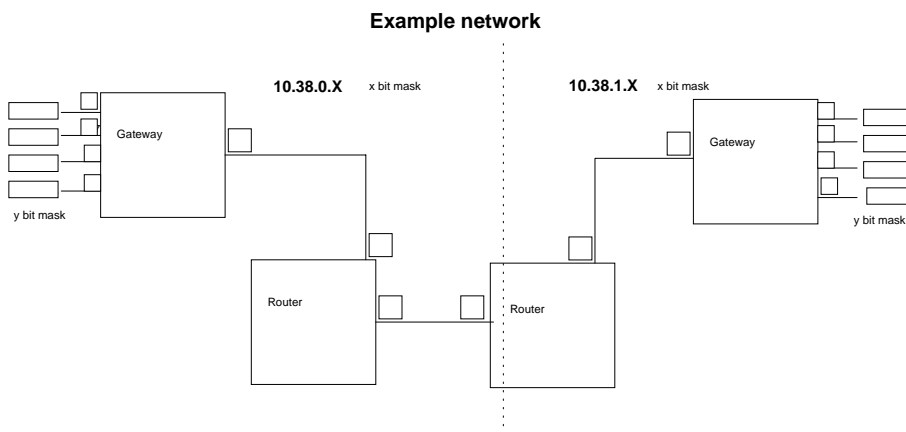 Example network
10.38.0.X x bit mask
10.38.1.X x bit mask
Gateway
Gateway
y bit mask
y bit mask
Router
Router